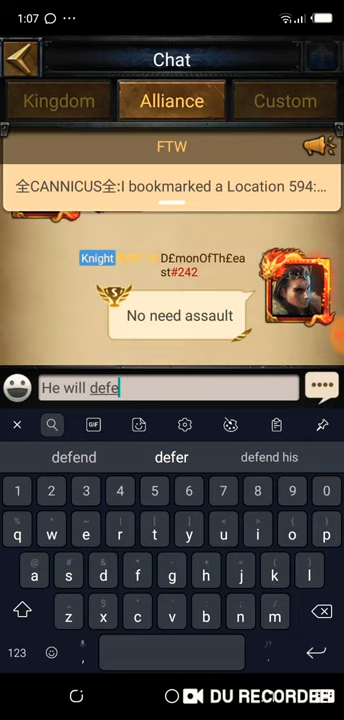 1:07
Chat
Kingdom
Alliance
Custom
FTW
全CANNICUS全:I bookmarked a Location 594:...
Knight
D£monOfTh£ea
st#242
No need assault
He will defe
GIF
defend
defer
defend his
1 2 3 4 5 6 7 8 9 0
q w e r t y u i o p
a s d f g h j k l
z x c v b n m
123
DU RECORDER